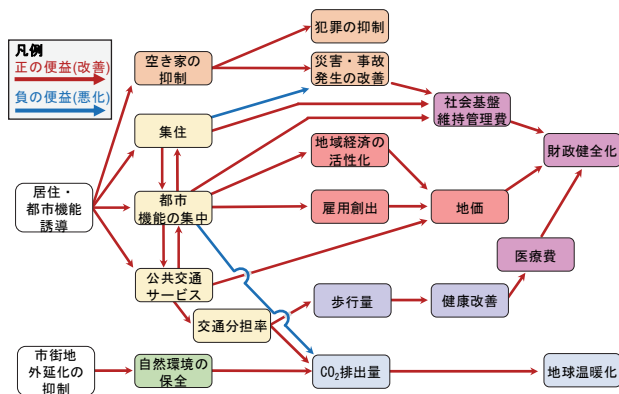 凡例
正の便益(改善)
負の便益(悪化)
空き家の
抑制
犯罪の抑制
災害・事故
発生の改善
集住
社会基盤
維持管理費
地域経済の
活性化
財政健全化
居住・
都市機能
誘導
都市
機能の集中
雇用創出
地価
公共交通
サービス
医療費
交通分担率
歩行量
健康改善
市街地
外延化の
抑制
自然環境の
保全
CO₂排出量
地球温暖化